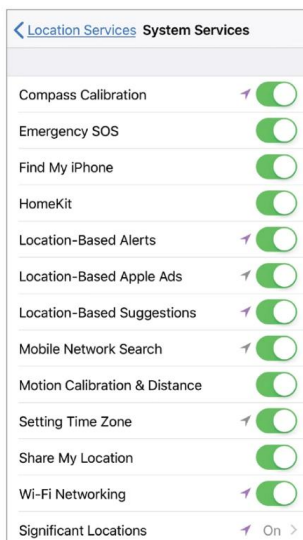 Location Services System Services
Compass Calibration
Emergency SOS
Find My iPhone
HomeKit
Location-Based Alerts
Location-Based Apple Ads
Location-Based Suggestions
Mobile Network Search
Motion Calibration & Distance
Setting Time Zone
Share My Location
Wi-Fi Networking
Significant Locations On